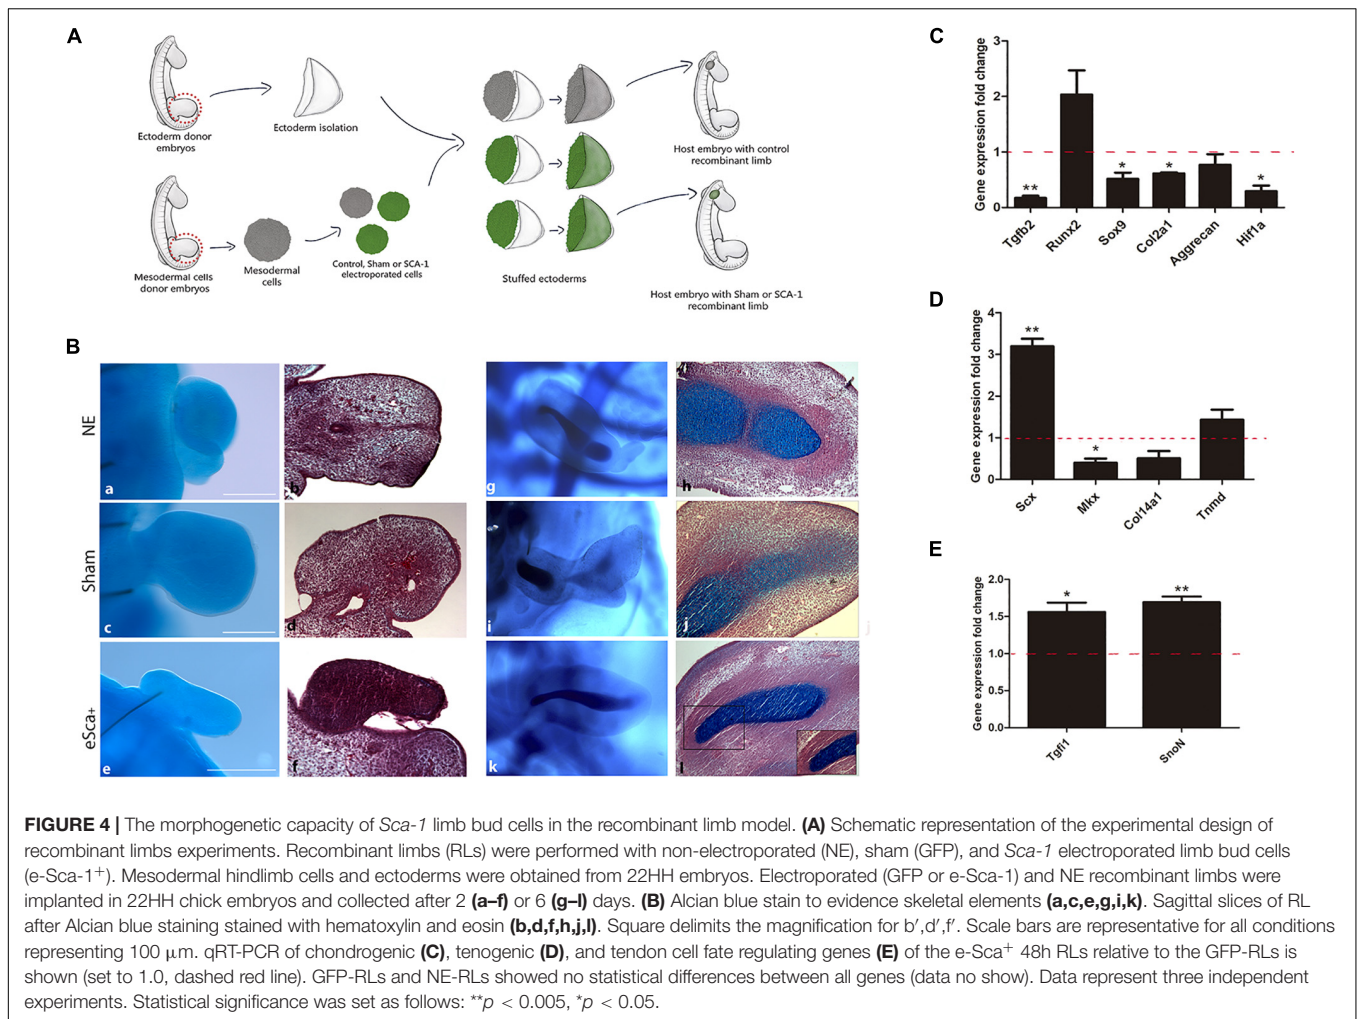 A
Ectoderm donor
embryos
Ectoderm isolation
Mesodermal cells
donor embryos
Mesodermal
cells
Control, Sham or SCA-1
electroporated cells
Stuffed ectoderms
Host embryo with control
recombinant limb
Host embryo with Sham or SCA-1
recombinant limb
B
NE
Sham
eSca+
a
b
c
d
e
f
g
h
i
j
k
l
C
Gene expression fold change
3
2
1
0
**
*
*
*
Tgfb2
Runx2
Sox9
Col2a1
Aggrecan
Hif1a
D
Gene expression fold change
4
3
2
1
0
**
*
Scx
Mkx
Col14a1
Tnmd
E
Gene expression fold change
2.0
1.5
1.0
0.5
0.0
*
**
Tgfi1
SnoN
FIGURE 4 | The morphogenetic capacity of Sca-1 limb bud cells in the recombinant limb model. (A) Schematic representation of the experimental design of
recombinant limbs experiments. Recombinant limbs (RLs) were performed with non-electroporated (NE), sham (GFP), and Sca-1 electroporated limb bud cells
(e-Sca-1+). Mesodermal hindlimb cells and ectoderms were obtained from 22HH embryos. Electroporated (GFP or e-Sca-1) and NE recombinant limbs were
implanted in 22HH chick embryos and collected after 2 (a–f) or 6 (g–l) days. (B) Alcian blue stain to evidence skeletal elements (a,c,e,g,i,k). Sagittal slices of RL
after Alcian blue staining stained with hematoxylin and eosin (b,d,f,h,j,l). Square delimits the magnification for b′,d′,f′. Scale bars are representative for all conditions
representing 100 μm. qRT-PCR of chondrogenic (C), tenogenic (D), and tendon cell fate regulating genes (E) of the e-Sca+ 48h RLs relative to the GFP-RLs is
shown (set to 1.0, dashed red line). GFP-RLs and NE-RLs showed no statistical differences between all genes (data no show). Data represent three independent
experiments. Statistical significance was set as follows: **p < 0.005, *p < 0.05.